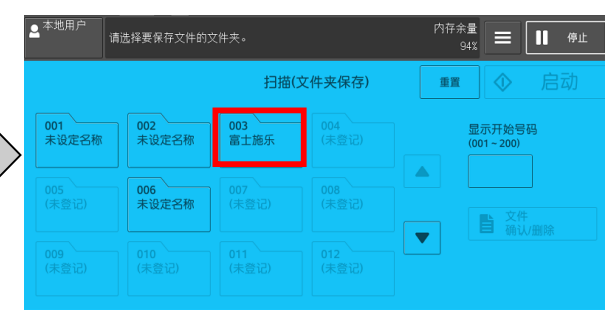 本地用户
请选择要保存文件的文件夹。
内存余量
94%
停止
扫描(文件夹保存)
重置
启动
001
未设定名称
002
未设定名称
003
富士施乐
004
(未登记)
显示开始号码
(001 ~ 200)
005
(未登记)
006
未设定名称
007
(未登记)
008
(未登记)
文件
确认/删除
009
(未登记)
010
(未登记)
011
(未登记)
012
(未登记)